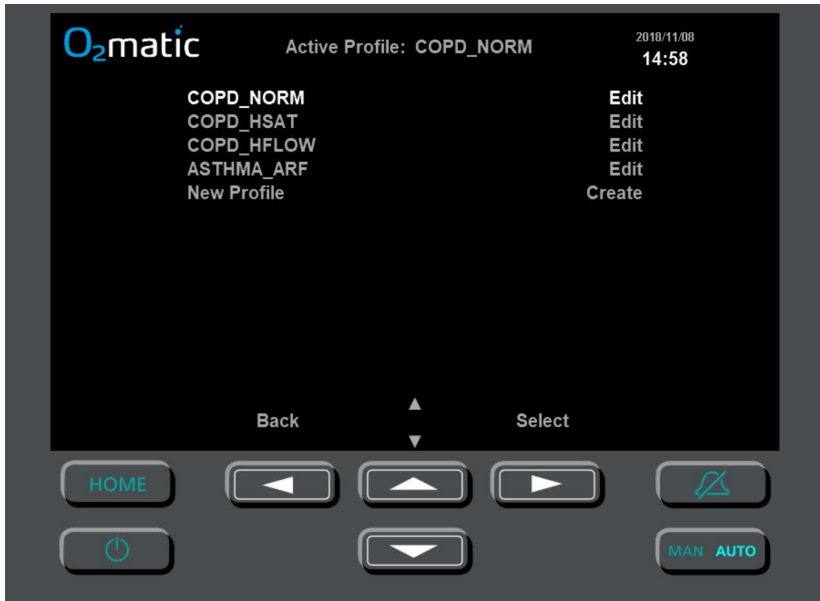 O2matic Active Profile: COPD_NORM 2018/11/08
14:58
COPD_NORM Edit
COPD_HSAT Edit
COPD_HFLOW Edit
ASTHMA_ARF Edit
New Profile Create
Back Select
HOME
MAN AUTO